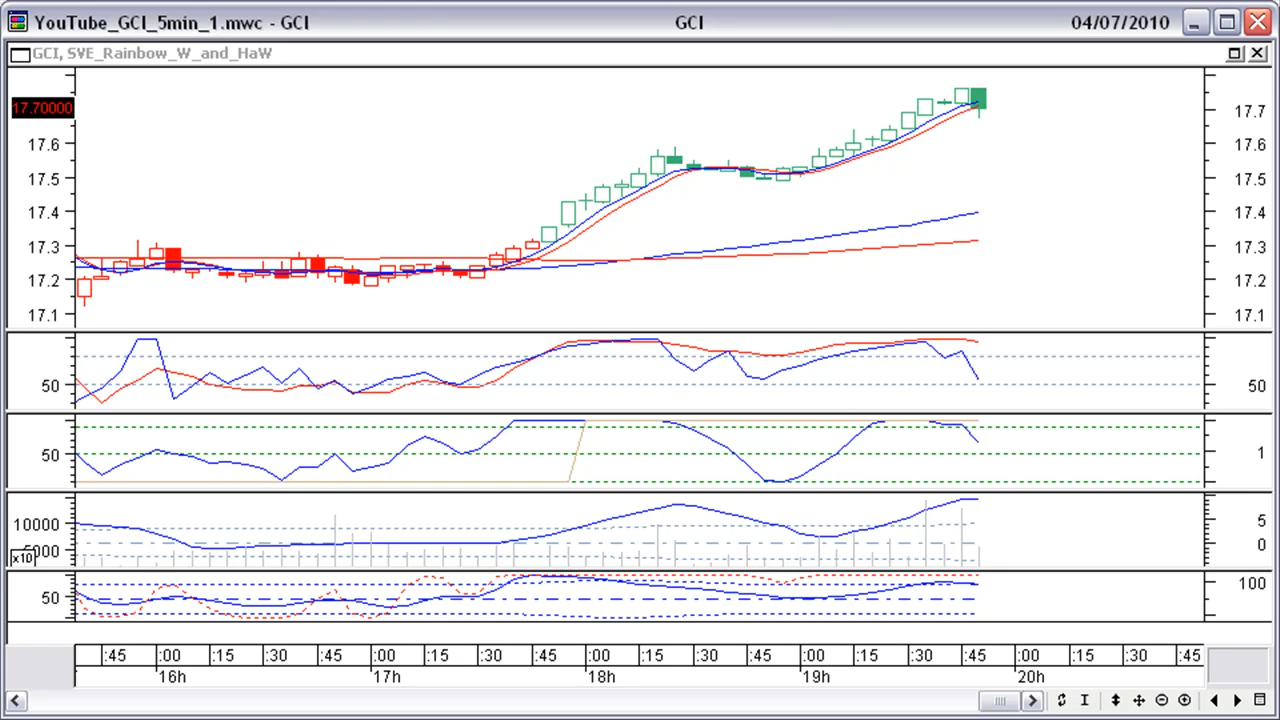 YouTube_GCI_5min_1.mwc - GCI GCI 04/07/2010
GCI, SVE_Rainbow_W_and_HaW
17.70000 17.7
17.6 17.6
17.5 17.5
17.4 17.4
17.3 17.3
17.2 17.2
17.1 17.1
50 50
50 1
10000 5
5000 0
x10
50 100
:45 :00 :15 :30 :45 :00 :15 :30 :45 :00 :15 :30 :45 :00 :15 :30 :45 :00 :15 :30 :45
16h 17h 18h 19h 20h